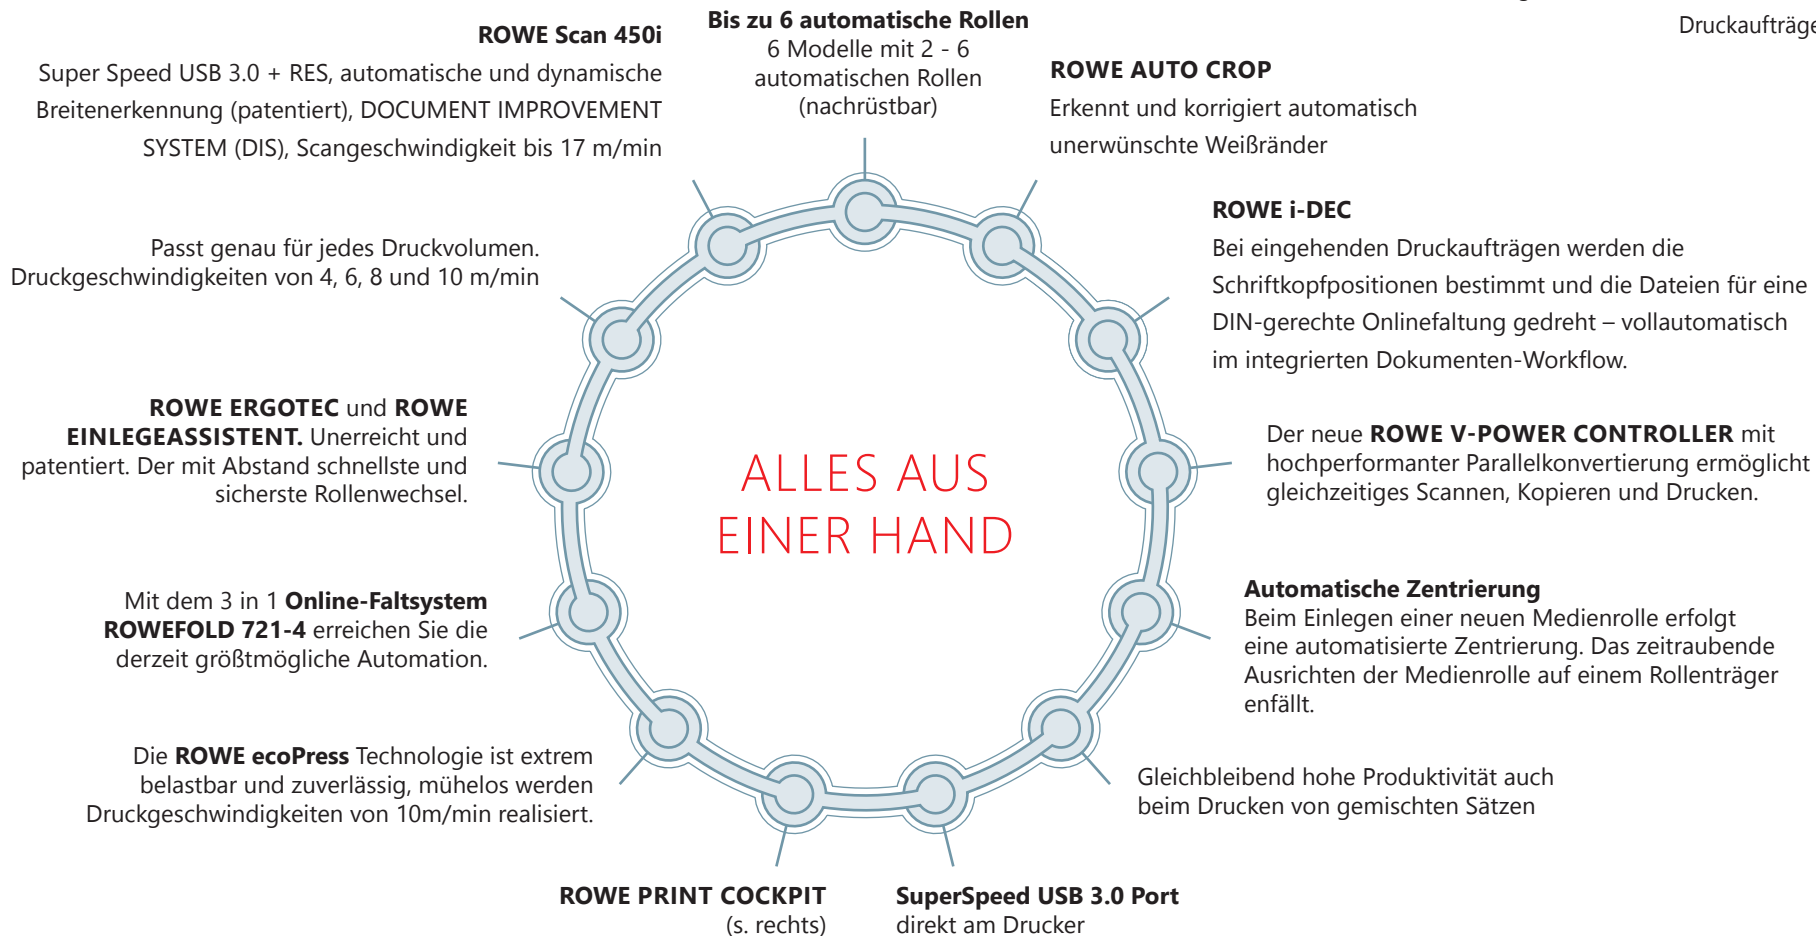 Druckaufträge
Bis zu 6 automatische Rollen
6 Modelle mit 2 - 6
automatischen Rollen
(nachrüstbar)
ROWE AUTO CROP
Erkennt und korrigiert automatisch
unerwünschte Weißränder
ROWE i-DEC
Bei eingehenden Druckaufträgen werden die
Schriftkopfpositionen bestimmt und die Dateien für eine
DIN-gerechte Onlinefaltung gedreht – vollautomatisch
im integrierten Dokumenten-Workflow.
Der neue ROWE V-POWER CONTROLLER mit
hochperformanter Parallelkonvertierung ermöglicht
gleichzeitiges Scannen, Kopieren und Drucken.
Automatische Zentrierung
Beim Einlegen einer neuen Medienrolle erfolgt
eine automatisierte Zentrierung. Das zeitraubende
Ausrichten der Medienrolle auf einem Rollenträger
enfällt.
Gleichbleibend hohe Produktivität auch
beim Drucken von gemischten Sätzen
SuperSpeed USB 3.0 Port
direkt am Drucker
ROWE PRINT COCKPIT
(s. rechts)
Die ROWE ecoPress Technologie ist extrem
belastbar und zuverlässig, mühelos werden
Druckgeschwindigkeiten von 10m/min realisiert.
Mit dem 3 in 1 Online-Faltsystem
ROWEFOLD 721-4 erreichen Sie die
derzeit größtmögliche Automation.
ROWE ERGOTEC und ROWE
EINLEGEASSISTENT. Unerreicht und
patentiert. Der mit Abstand schnellste und
sicherste Rollenwechsel.
Passt genau für jedes Druckvolumen.
Druckgeschwindigkeiten von 4, 6, 8 und 10 m/min
ROWE Scan 450i
Super Speed USB 3.0 + RES, automatische und dynamische
Breitenerkennung (patentiert), DOCUMENT IMPROVEMENT
SYSTEM (DIS), Scangeschwindigkeit bis 17 m/min
ALLES AUS
EINER HAND